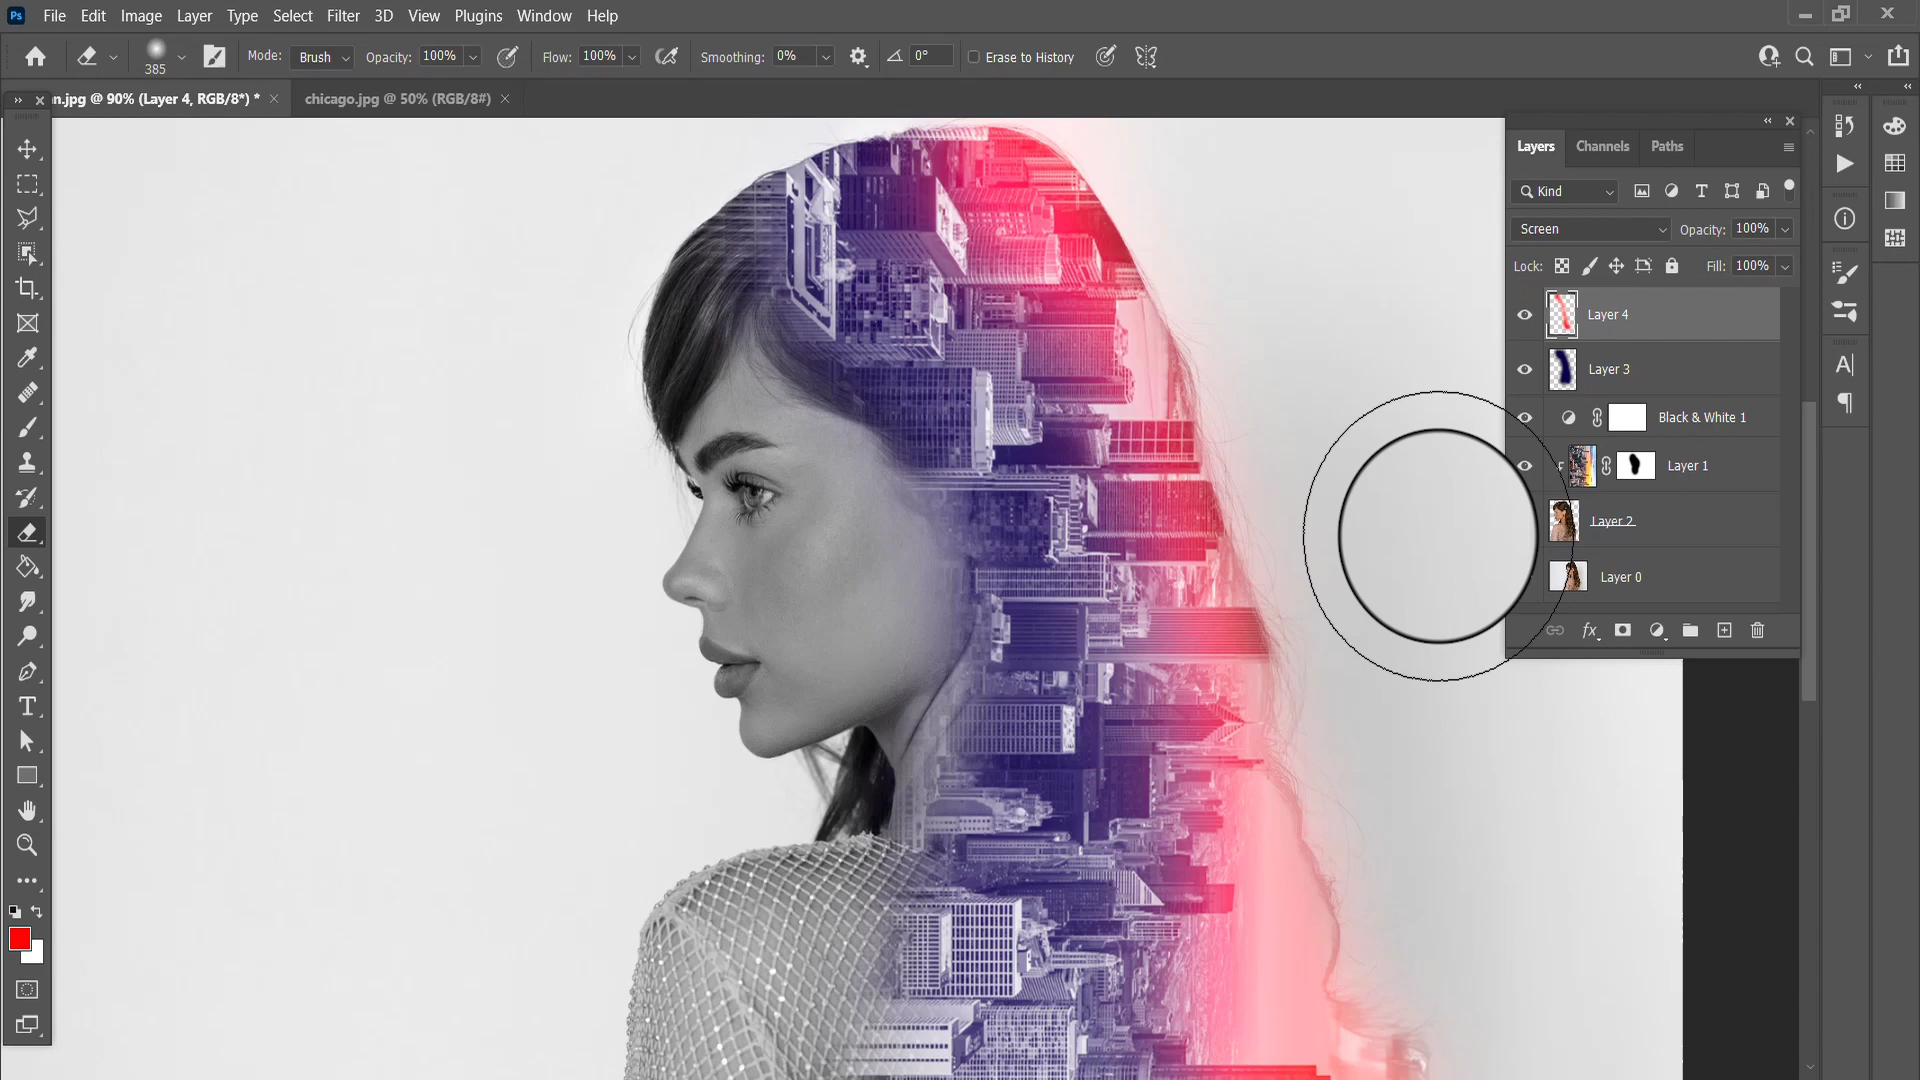 Ps File Edit Image Layer Type Select Filter 3D View Plugins Window Help
385 Mode: Brush Opacity: 100% Flow: 100% Smoothing: 0% 0° Erase to History
n.jpg @ 90% (Layer 4, RGB/8*) * chicago.jpg @ 50% (RGB/8#)
Layers Channels Paths
Kind
Screen Opacity: 100%
Lock: Fill: 100%
Layer 4
Layer 3
Black & White 1
Layer 1
Layer 2
Layer 0
fx